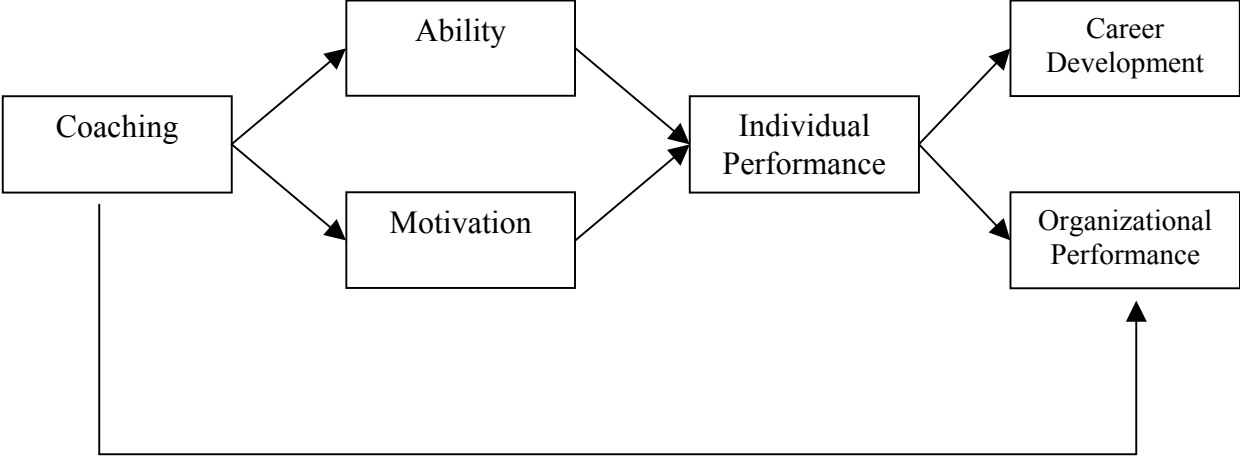 Coaching
Ability
Motivation
Individual
Performance
Career
Development
Organizational
Performance